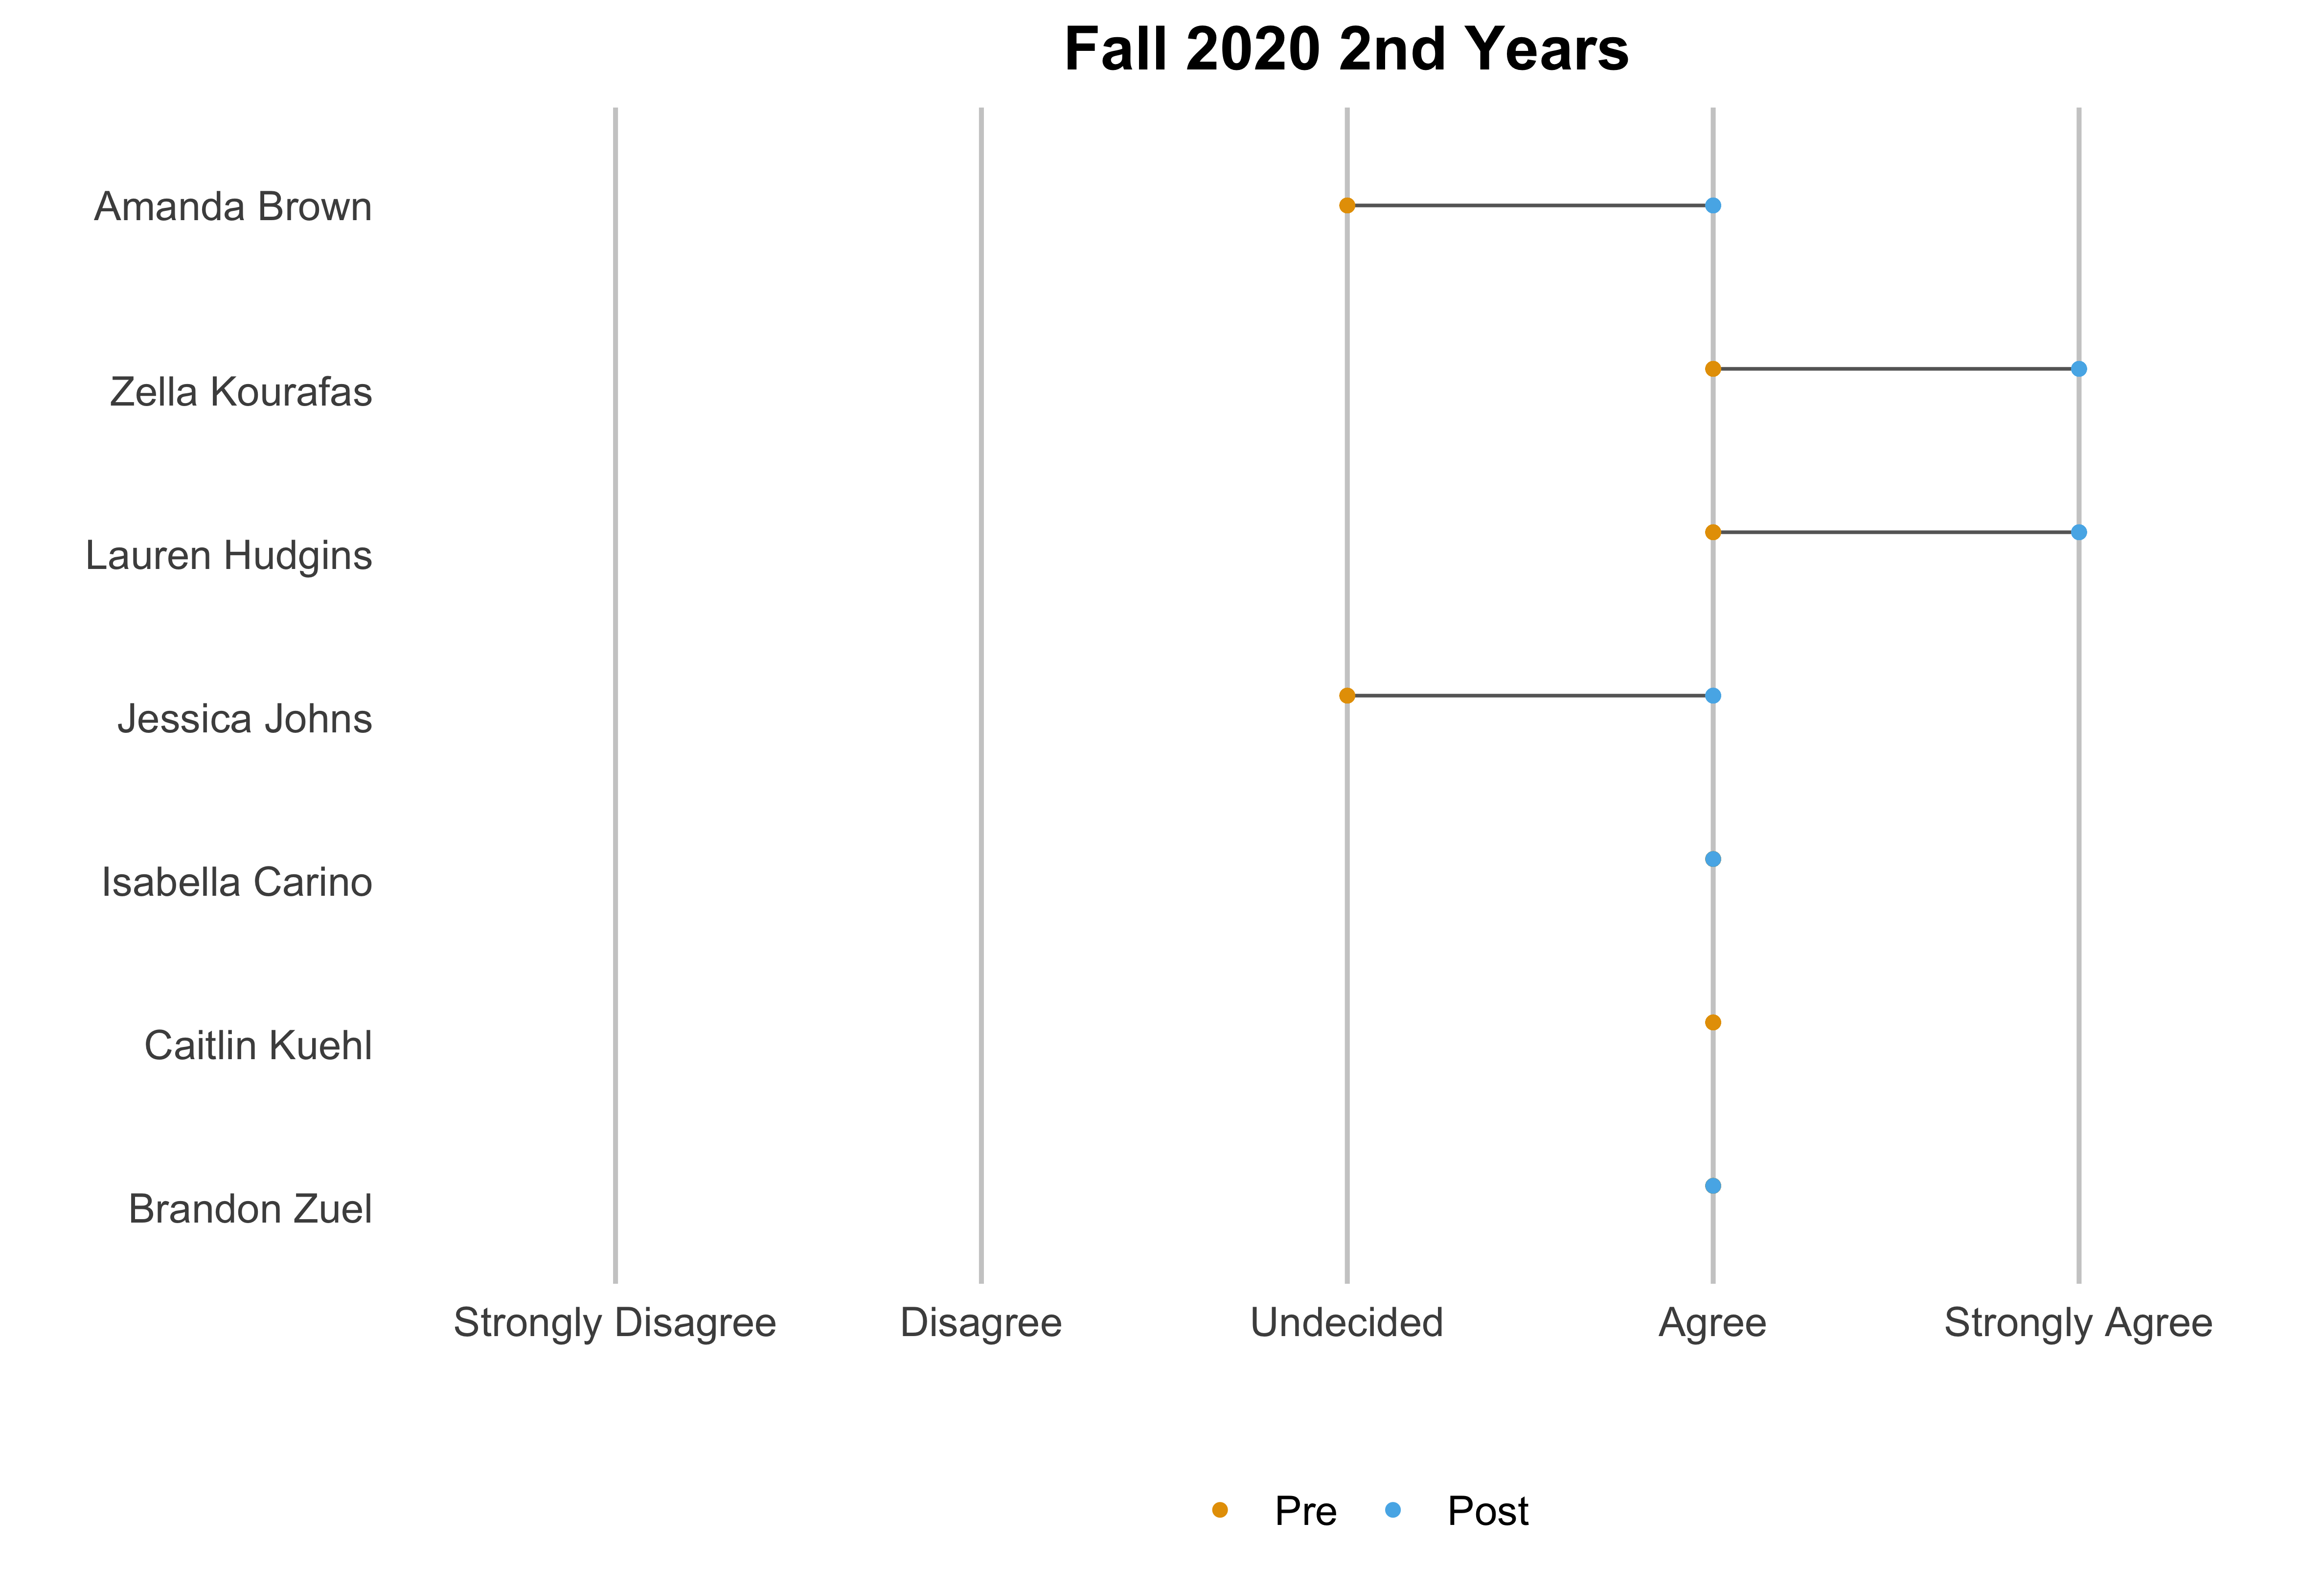 Fall 2020 2nd Years
Amanda Brown
Zella Kourafas
Lauren Hudgins
Jessica Johns
Isabella Carino
Caitlin Kuehl
Brandon Zuel
Strongly Disagree Disagree Undecided Agree Strongly Agree
Pre Post